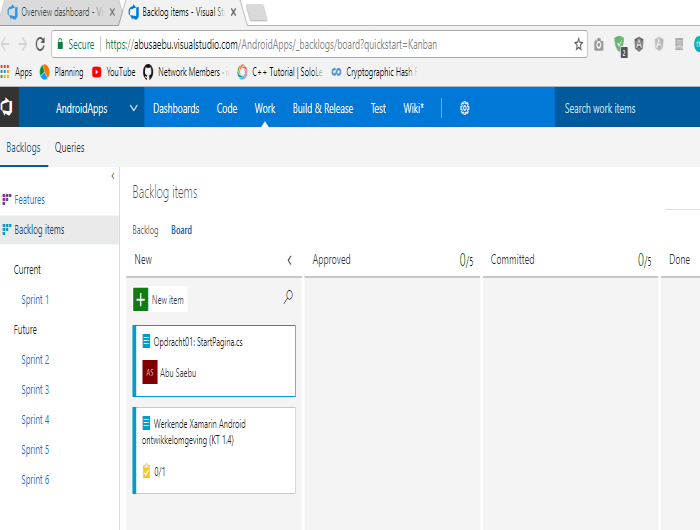 Overview dashboard - Vi
Backlog items - Visual St
Secure
https://abusaebu.visualstudio.com/AndroidApps/_backlogs/board?quickstart=Kanban
2
Apps
Planning
YouTube
Network Members -
C++ Tutorial | SoloLe
Cryptographic Hash F
AndroidApps
Dashboards
Code
Work
Build & Release
Test
Wiki*
Search work items
Backlogs
Queries
Features
Backlog items
Current
Sprint 1
Future
Sprint 2
Sprint 3
Sprint 4
Sprint 5
Sprint 6
Backlog items
Backlog
Board
New
Approved
0/5
Committed
0/5
Done
New item
Opdracht01: StartPagina.cs
AS
Abu Saebu
Werkende Xamarin Android
ontwikkelomgeving (KT 1.4)
0/1